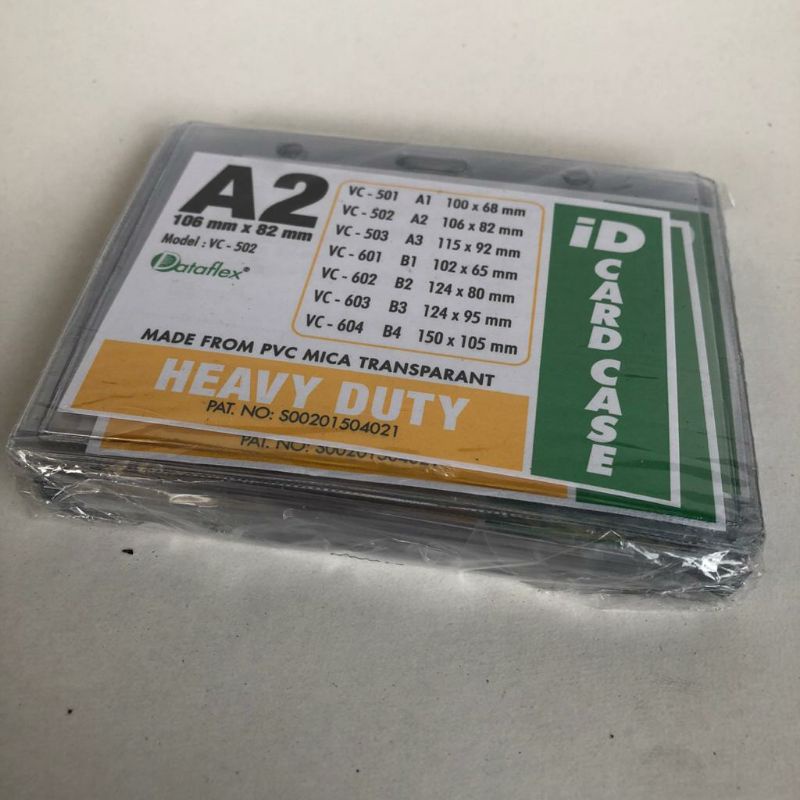 A2
106 mm x 82 mm
Model : VC - 502
Dataflex®
VC - 501 A1 100 x 68 mm
VC - 502 A2 106 x 82 mm
VC - 503 A3 115 x 92 mm
VC - 601 B1 102 x 65 mm
VC - 602 B2 124 x 80 mm
VC - 603 B3 124 x 95 mm
VC - 604 B4 150 x 105 mm
MADE FROM PVC MICA TRANSPARANT
HEAVY DUTY
PAT. NO: S00201504021
iD
CARD CASE
PAT. NO: